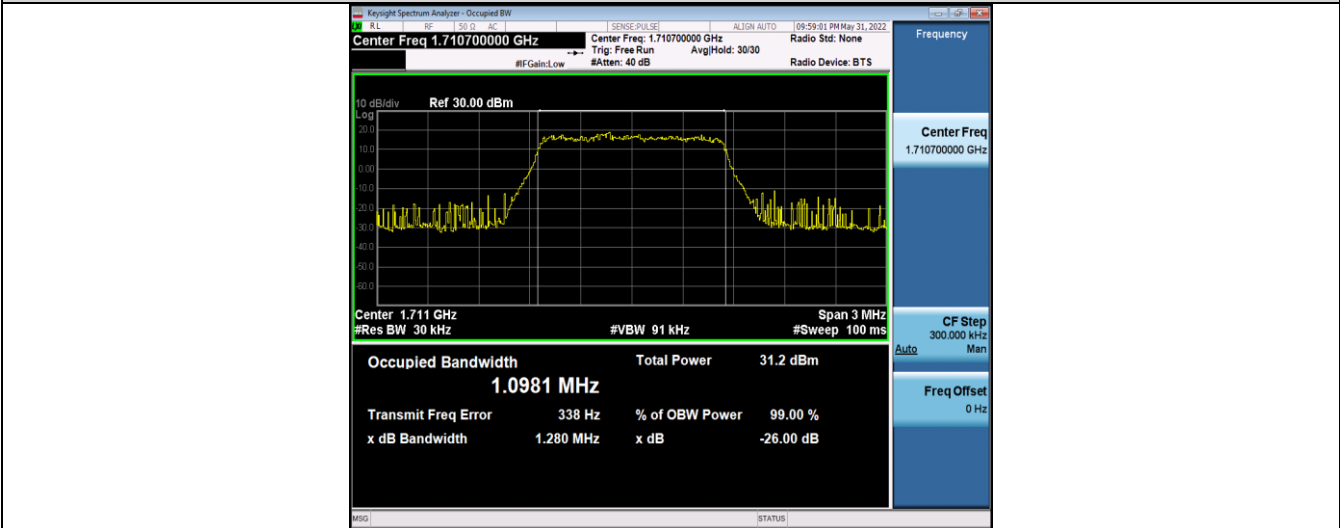 Keysight Spectrum Analyzer - Occupied BW
RL RF 50 Ω AC SENSE:PULSE ALIGN AUTO 09:59:01 PM May 31, 2022
Center Freq 1.710700000 GHz
Center Freq: 1.710700000 GHz Radio Std: None
Trig: Free Run Avg|Hold: 30/30
#IFGain:Low #Atten: 40 dB Radio Device: BTS
10 dB/div Ref 30.00 dBm
Log
20.0
10.0
0.00
-10.0
-20.0
-30.0
-40.0
-50.0
-60.0
Center 1.711 GHz Span 3 MHz
#Res BW 30 kHz #VBW 91 kHz #Sweep 100 ms
Occupied Bandwidth Total Power 31.2 dBm
1.0981 MHz
Transmit Freq Error 338 Hz % of OBW Power 99.00 %
x dB Bandwidth 1.280 MHz x dB -26.00 dB
Frequency
Center Freq
1.710700000 GHz
CF Step
300.000 kHz
Auto Man
Freq Offset
0 Hz
MSG STATUS